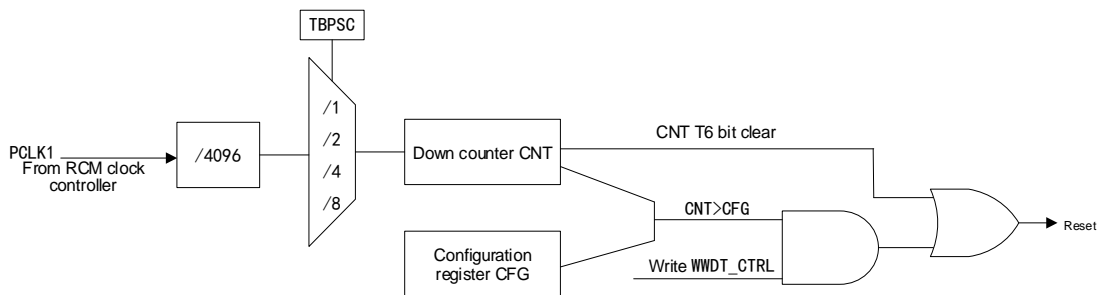 TBPSC
/1
/2
/4
/8
PCLK1
From RCM clock
controller
/4096
Down counter CNT
CNT T6 bit clear
CNT>CFG
Configuration
register CFG
Write WWDT_CTRL
Reset